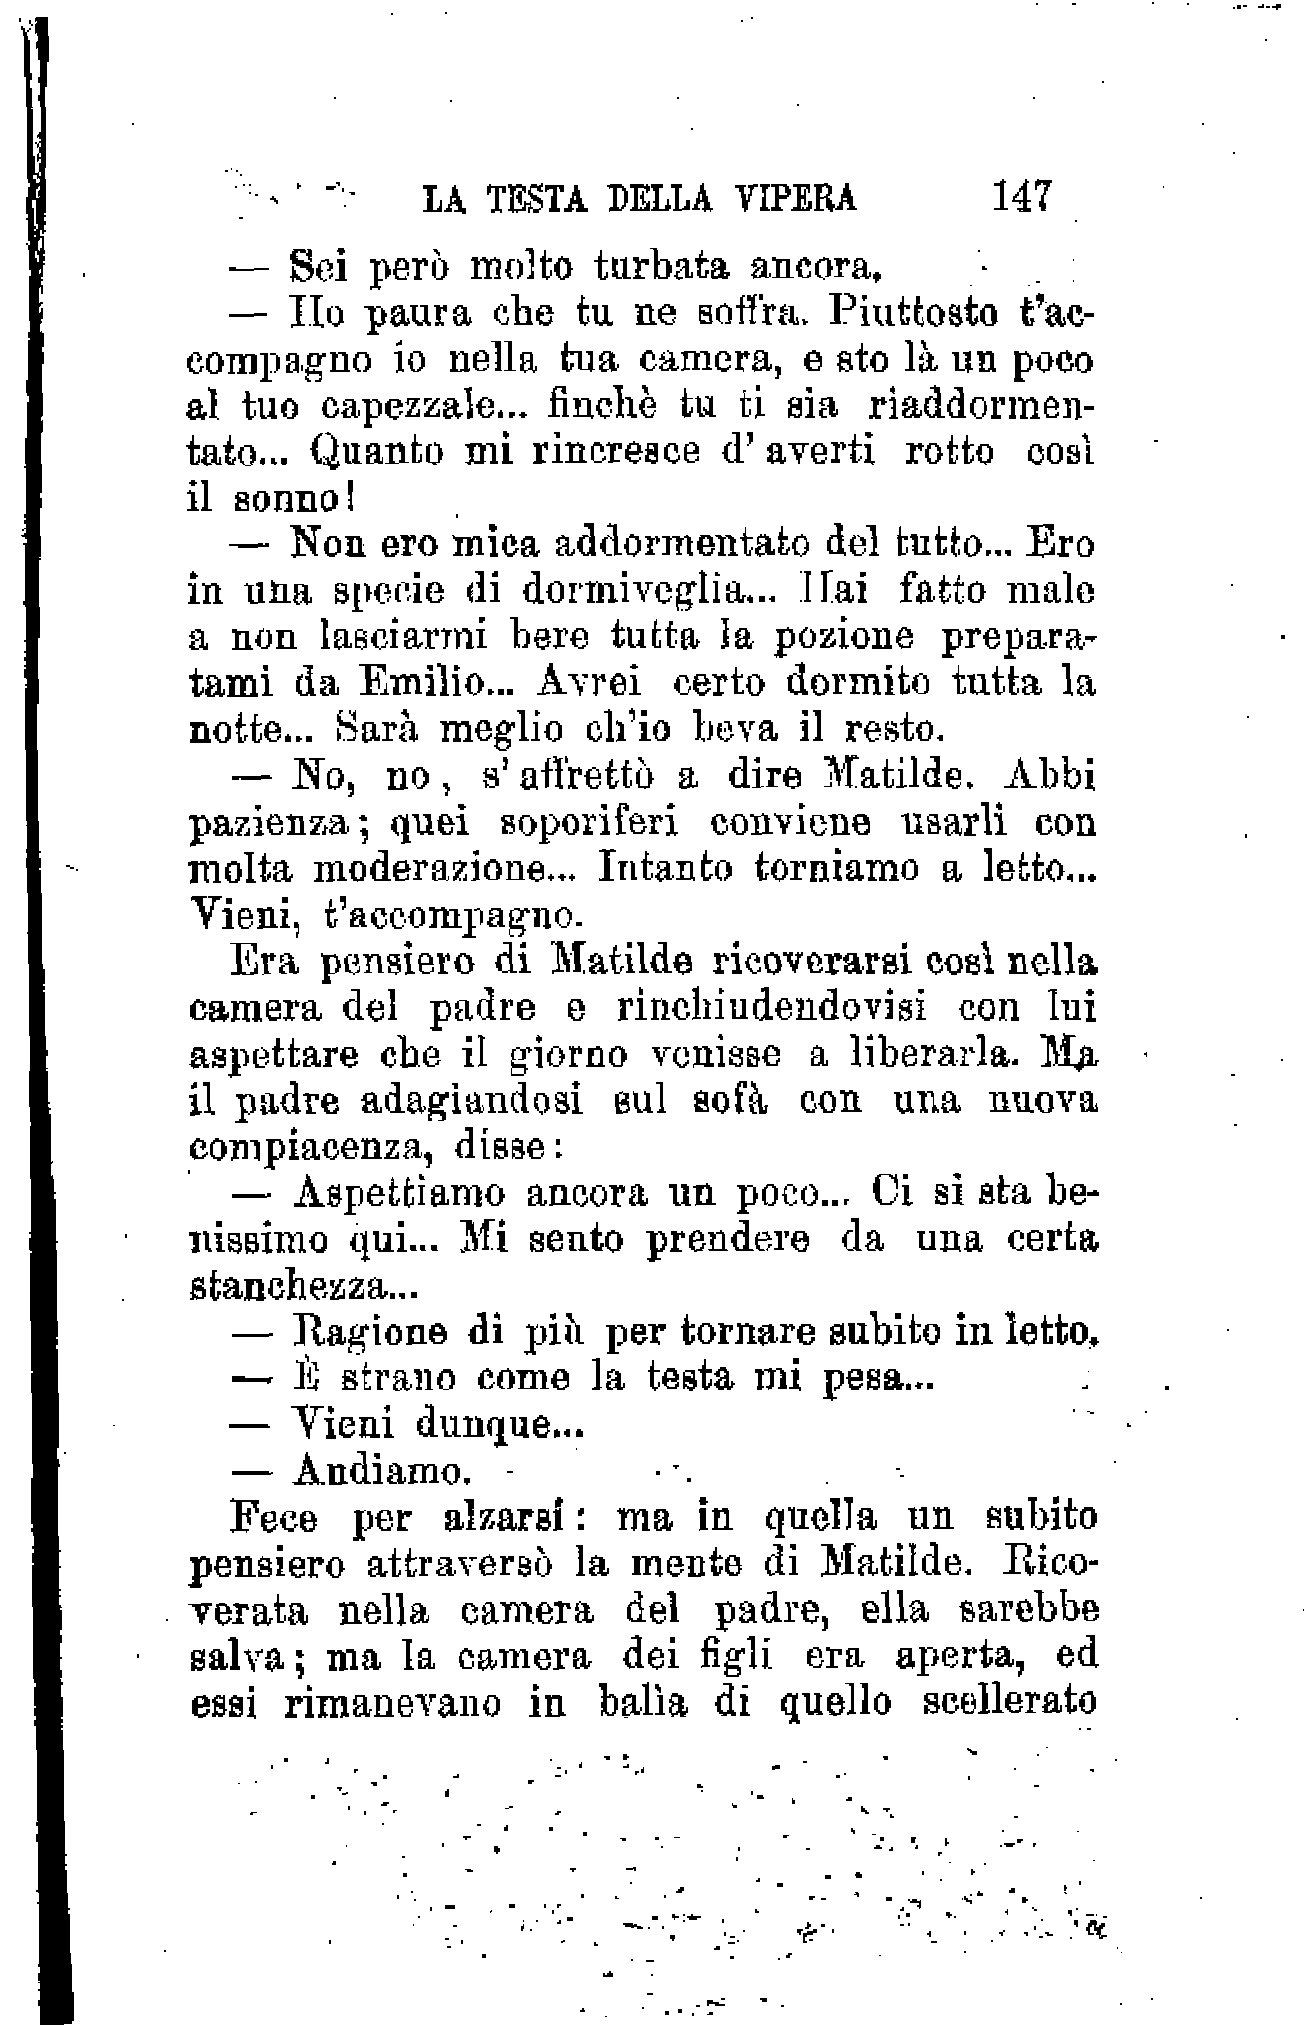 LA TESTA DELLA VIPERA 147
— Sei però molto turbata ancora.
— Ho paura che tu ne soffra. Piuttosto t'ac-
compagno io nella tua camera, e sto là un poco
al tuo capezzale... finchè tu ti sia riaddormen-
tato... Quanto mi rincresce d'averti rotto così
il sonno!
— Non ero mica addormentato del tutto... Ero
in una specie di dormiveglia... Hai fatto male
a non lasciarmi bere tutta la pozione prepara-
tami da Emilio... Avrei certo dormito tutta la
notte... Sarà meglio ch'io beva il resto.
— No, no, s'affrettò a dire Matilde. Abbi
pazienza; quei soporiferi conviene usarli con
molta moderazione... Intanto torniamo a letto...
Vieni, t'accompagno.
Era pensiero di Matilde ricoverarsi così nella
camera del padre e rinchiudendovisi con lui
aspettare che il giorno venisse a liberarla. Ma
il padre adagiandosi sul sofà con una nuova
compiacenza, disse:
— Aspettiamo ancora un poco... Ci si sta be-
nissimo qui... Mi sento prendere da una certa
stanchezza...
— Ragione di più per tornare subito in letto.
— È strano come la testa mi pesa...
— Vieni dunque...
— Andiamo.
Fece per alzarsi: ma in quella un subito
pensiero attraversò la mente di Matilde. Rico-
verata nella camera del padre, ella sarebbe
salva; ma la camera dei figli era aperta, ed
essi rimanevano in balìa di quello scellerato